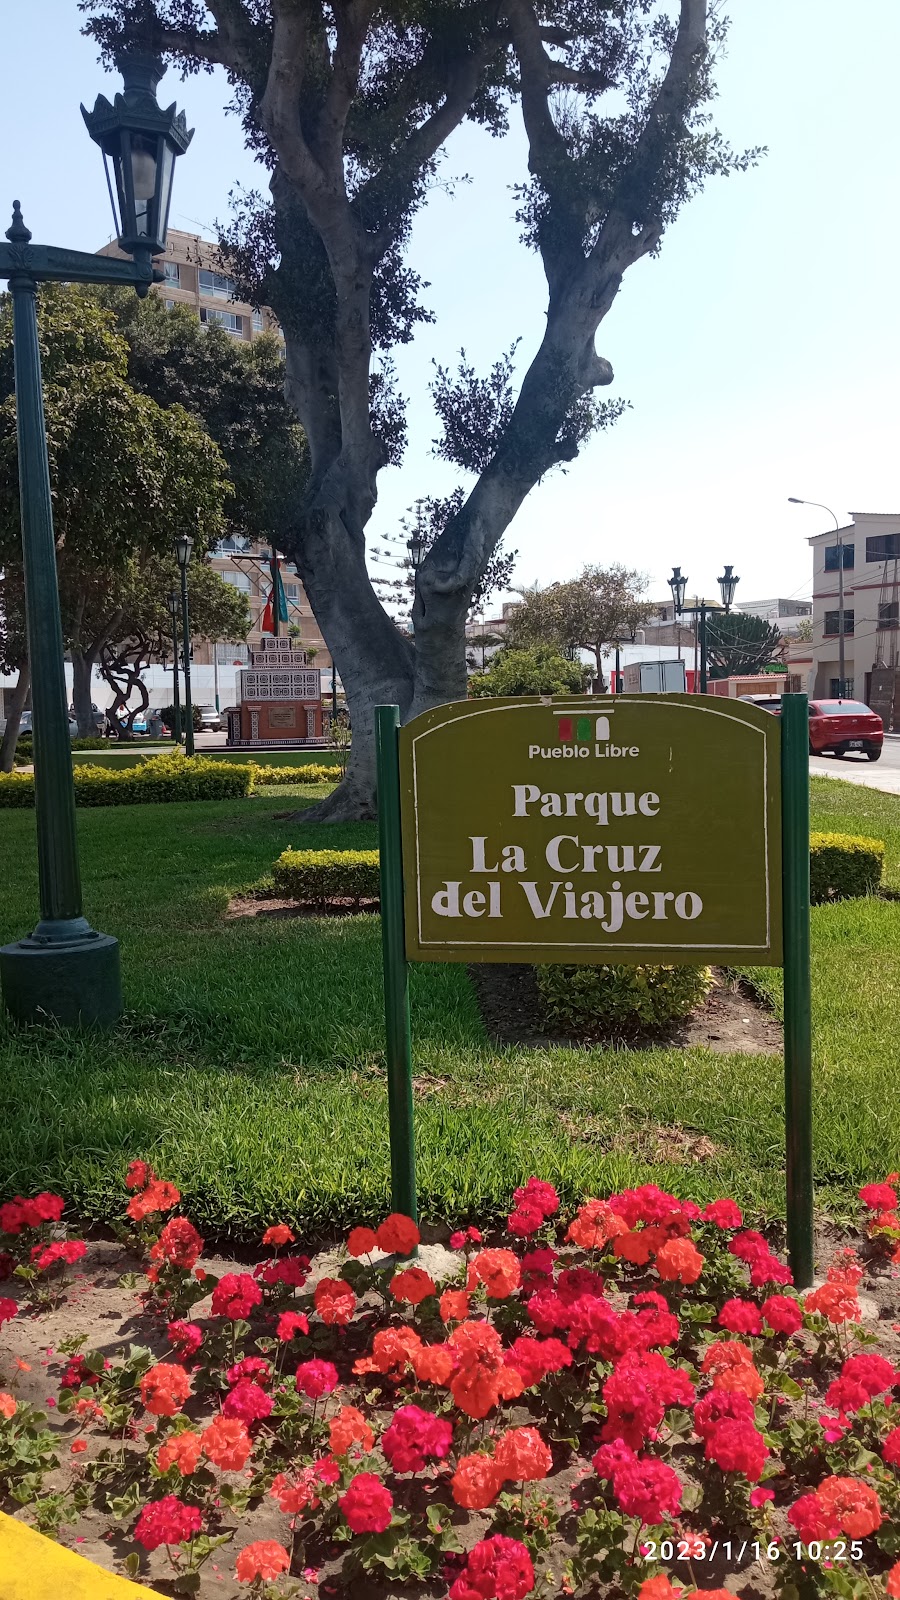 Pueblo Libre
Parque
La Cruz
del Viajero
2023/1/16 10:25